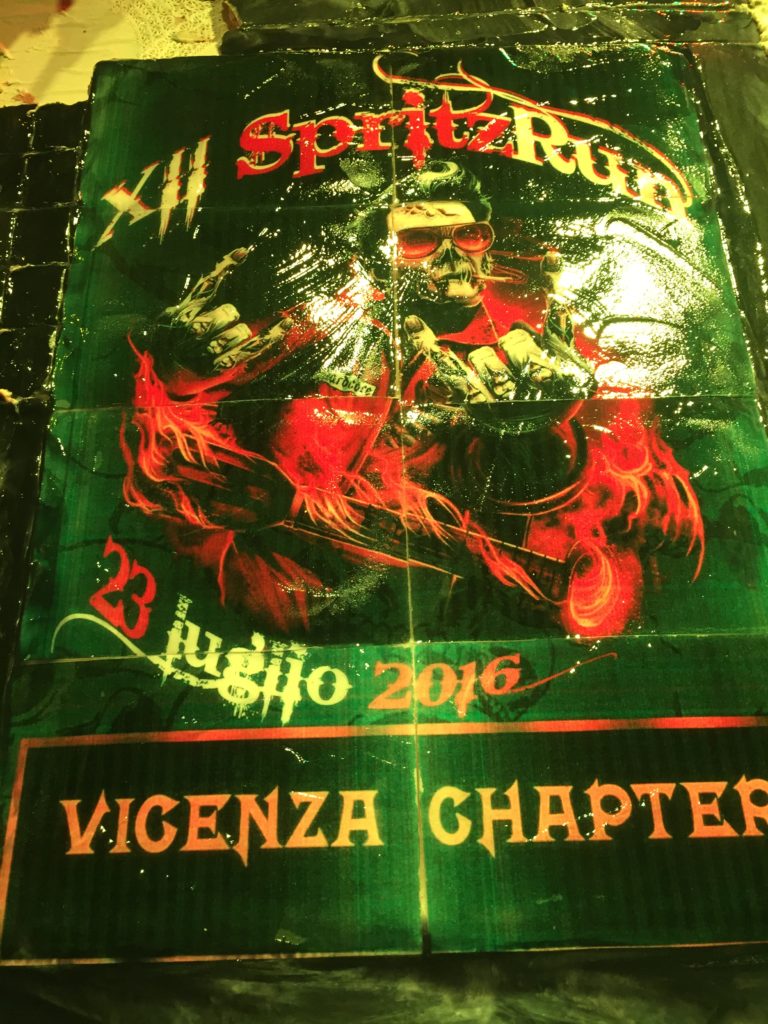 XII SpritzRun
23 luglio 2016
VICENZA CHAPTER